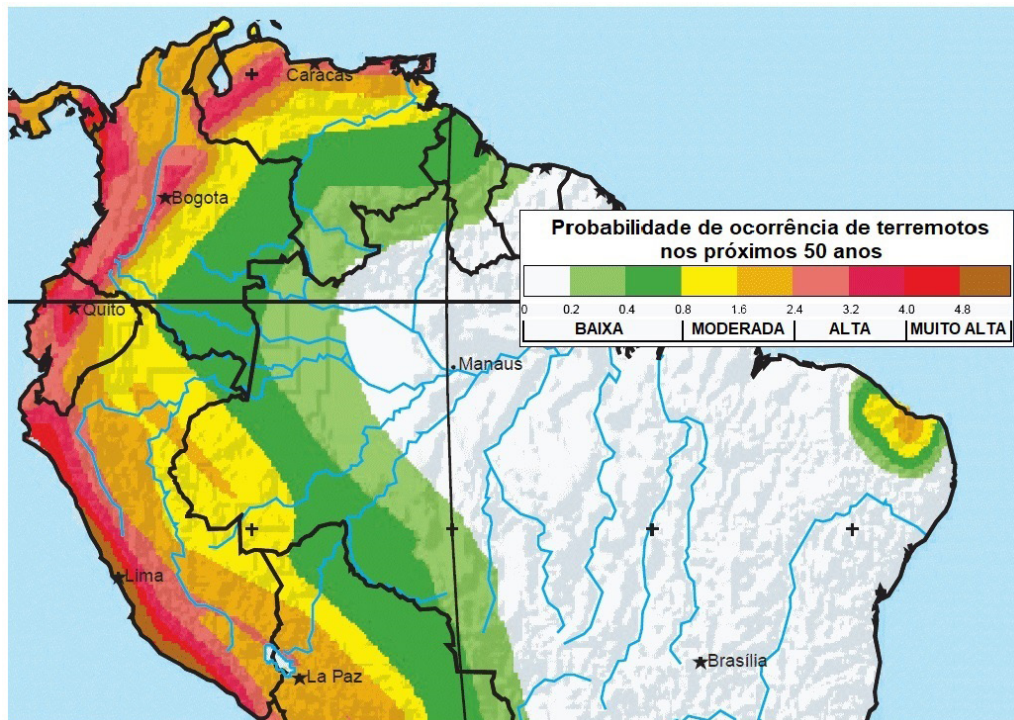 Caracas
Bogota
Probabilidade de ocorrência de terremotos
nos próximos 50 anos
0 0.2 0.4 0.8 1.6 2.4 3.2 4.0 4.8
BAIXA MODERADA ALTA MUITO ALTA
Quito
Manaus
Lima
Brasília
La Paz